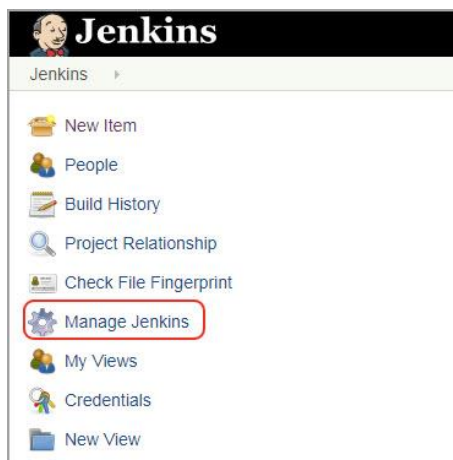 Jenkins
Jenkins
New Item
People
Build History
Project Relationship
Check File Fingerprint
Manage Jenkins
My Views
Credentials
New View